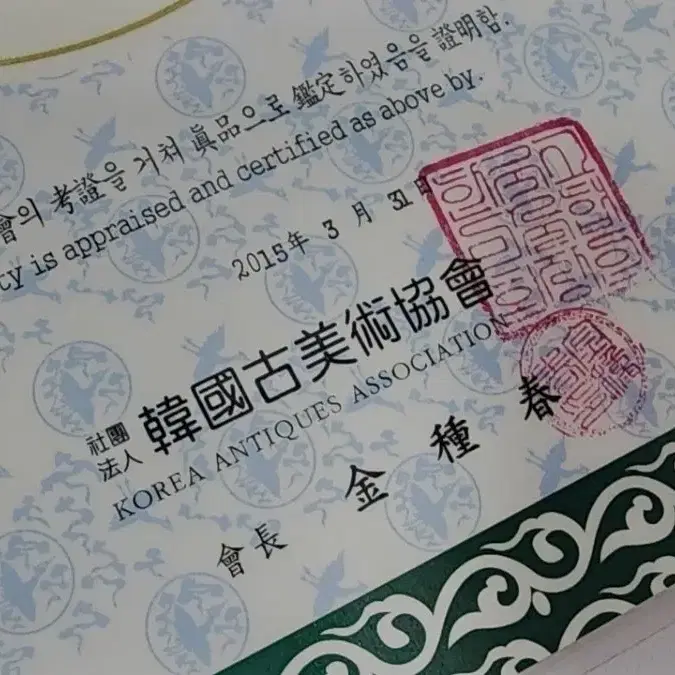 會의 考證을 거쳐 眞品으로 鑑定하였음을 證明함.
is appraised and certified as above by.
2015年 3 月 31日
社團法人 韓國古美術協會
KOREA ANTIQUES ASSOCIATION
會長 金種春